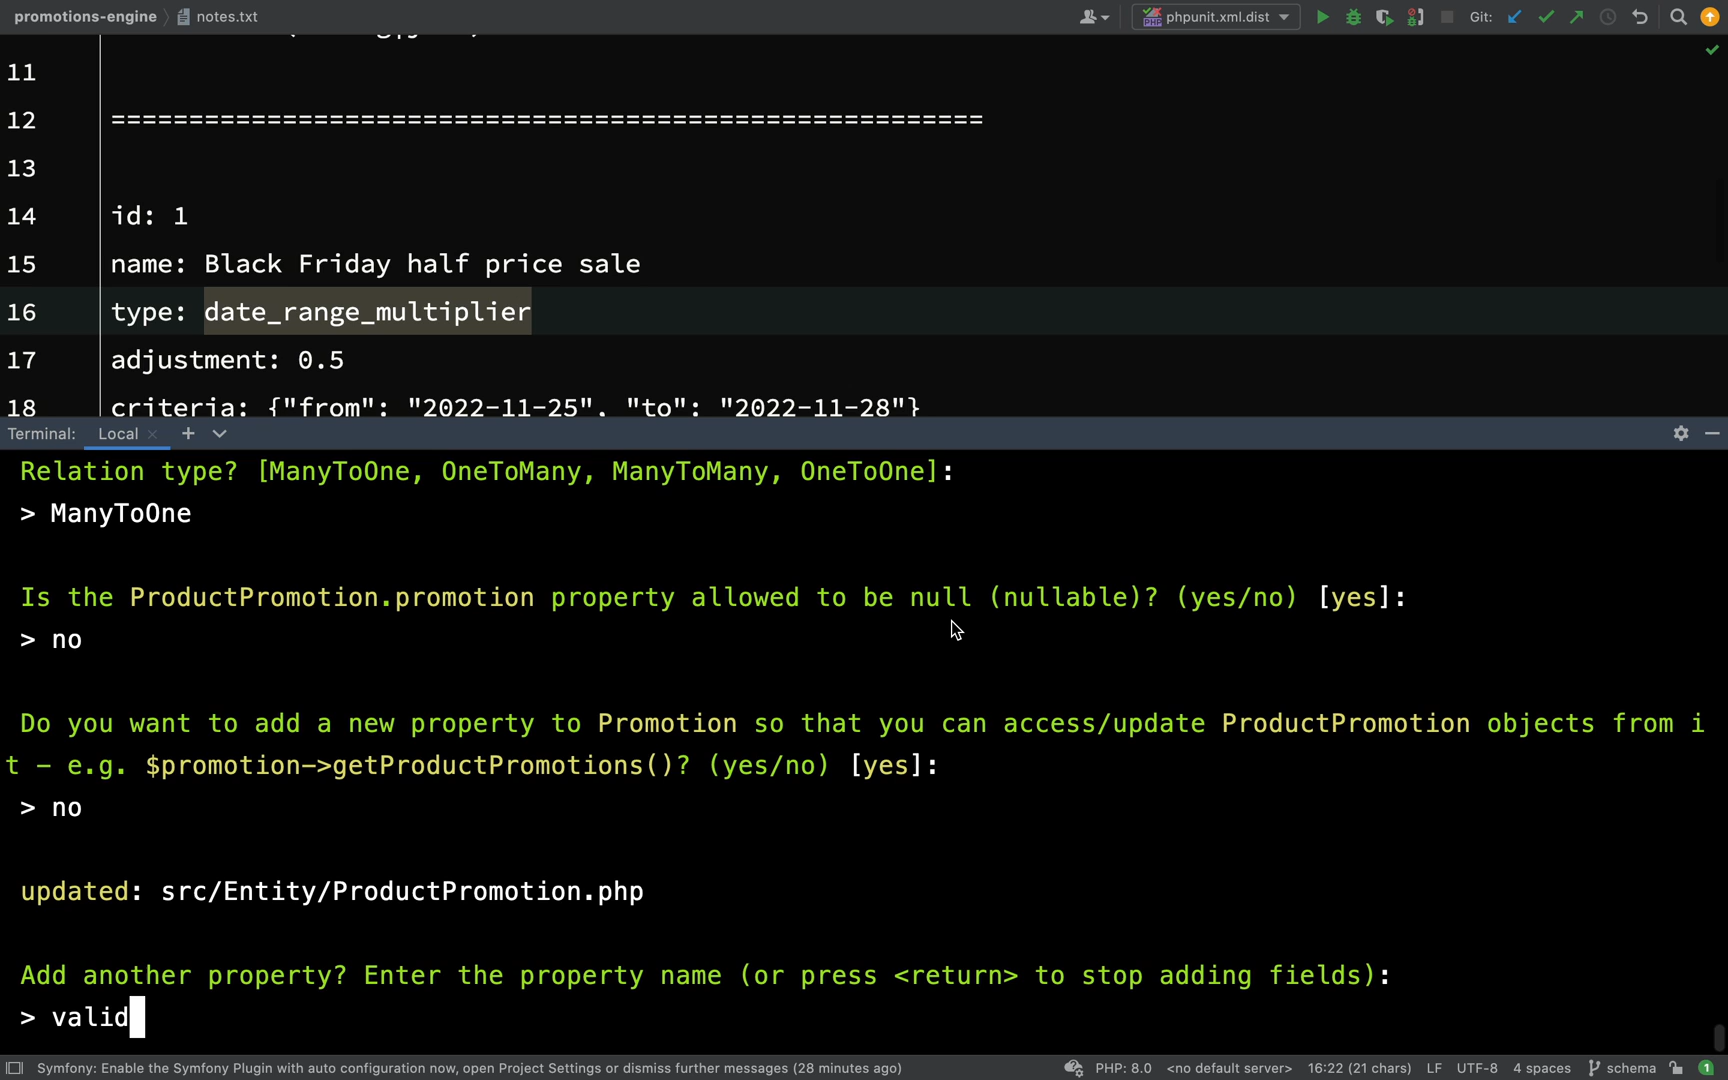 promotions-engine notes.txt phpunit.xml.dist Git:
11
12 ========================================================
13
14 id: 1
15 name: Black Friday half price sale
16 type: date_range_multiplier
17 adjustment: 0.5
18 criteria: {"from": "2022-11-25", "to": "2022-11-28"}
Terminal: Local
Relation type? [ManyToOne, OneToMany, ManyToMany, OneToOne]:
> ManyToOne
Is the ProductPromotion.promotion property allowed to be null (nullable)? (yes/no) [yes]:
> no
Do you want to add a new property to Promotion so that you can access/update ProductPromotion objects from i
t - e.g. $promotion->getProductPromotions()? (yes/no) [yes]:
> no
updated: src/Entity/ProductPromotion.php
Add another property? Enter the property name (or press <return> to stop adding fields):
> valid
Symfony: Enable the Symfony Plugin with auto configuration now, open Project Settings or dismiss further messages (28 minutes ago) PHP: 8.0 <no default server> 16:22 (21 chars) LF UTF-8 4 spaces schema 1